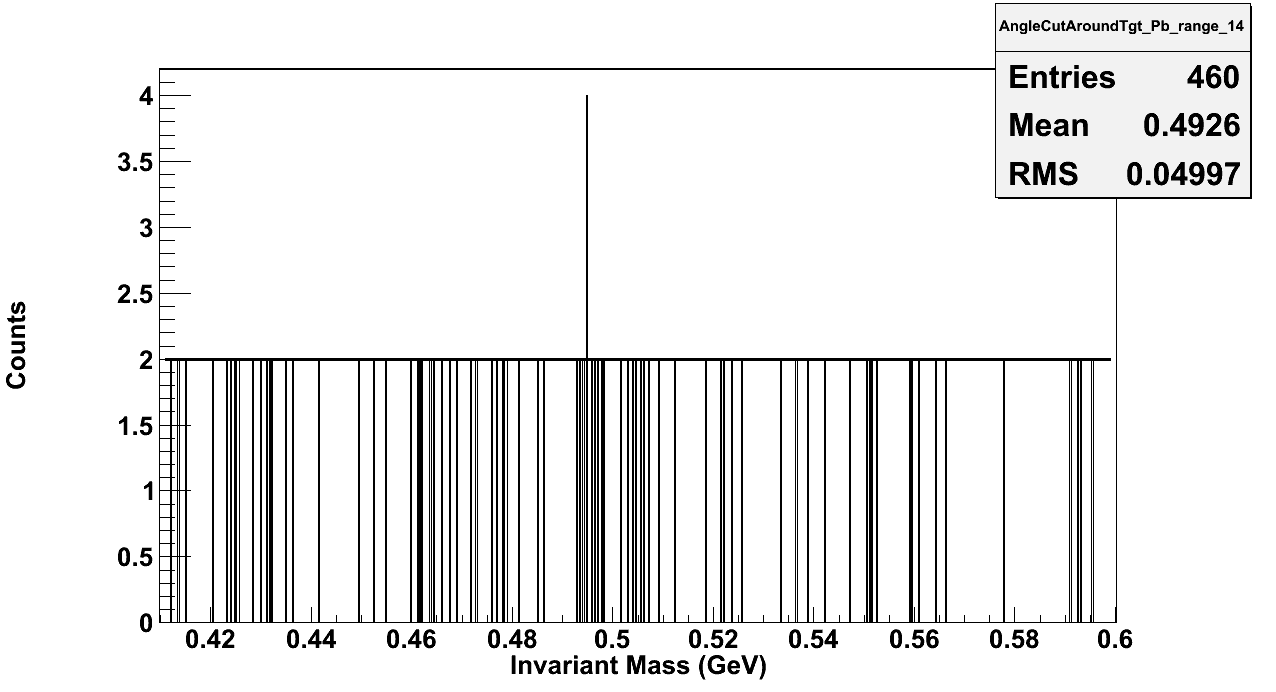 AngleCutAroundTgt_Pb_range_14
Entries 460
Mean 0.4926
RMS 0.04997
Counts
4
3.5
3
2.5
2
1.5
1
0.5
0
0.42 0.44 0.46 0.48 0.5 0.52 0.54 0.56 0.58 0.6
Invariant Mass (GeV)